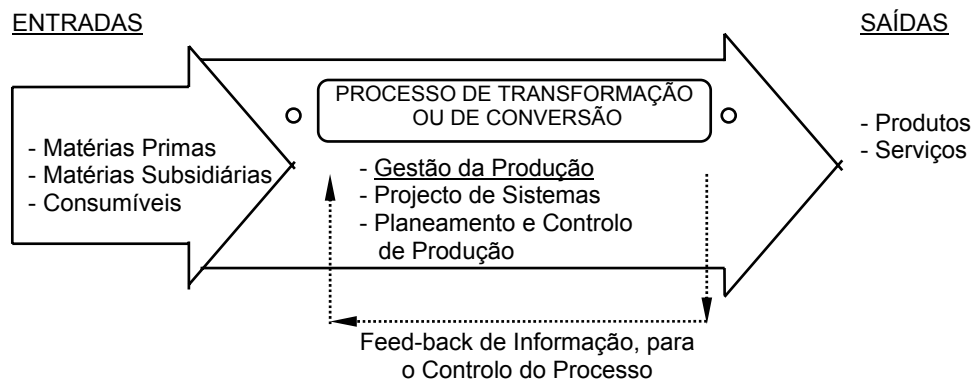 ENTRADAS
SAÍDAS
PROCESSO DE TRANSFORMAÇÃO
OU DE CONVERSÃO
- Matérias Primas
- Matérias Subsidiárias
- Consumíveis
- Gestão da Produção
- Projecto de Sistemas
- Planeamento e Controlo
de Produção
- Produtos
- Serviços
Feed-back de Informação, para
o Controlo do Processo